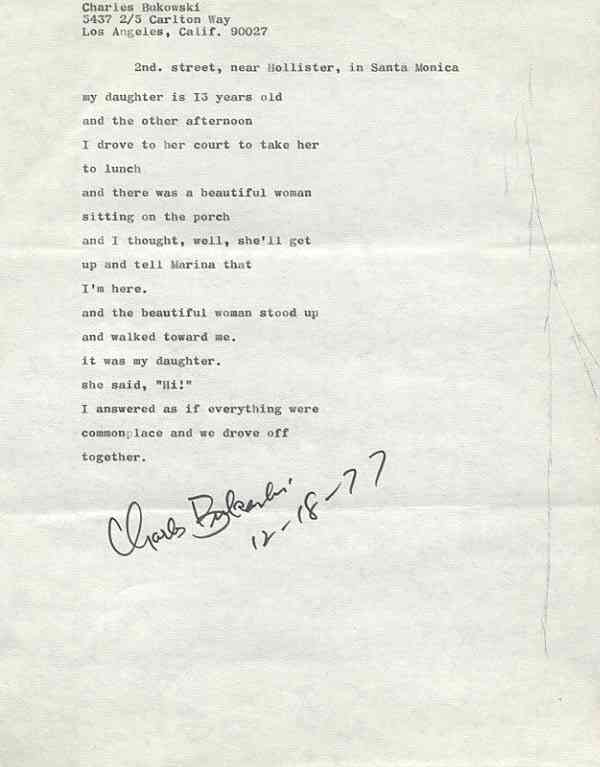 Charles Bukowski
5437 2/5 Carlton Way
Los Angeles, Calif. 90027
2nd. street, near Hollister, in Santa Monica
my daughter is I3 years old
and the other afternoon
I drove to her court to take her
to lunch
and there was a beautiful woman
sitting on the porch
and I thought, well, she'll get
up and tell Marina that
I'm here.
and the beautiful woman stood up
and walked toward me.
it was my daughter.
she said, "Hi!"
I answered as if everything were
commonplace and we drove off
together.
Charles Bukowski
12-18-77